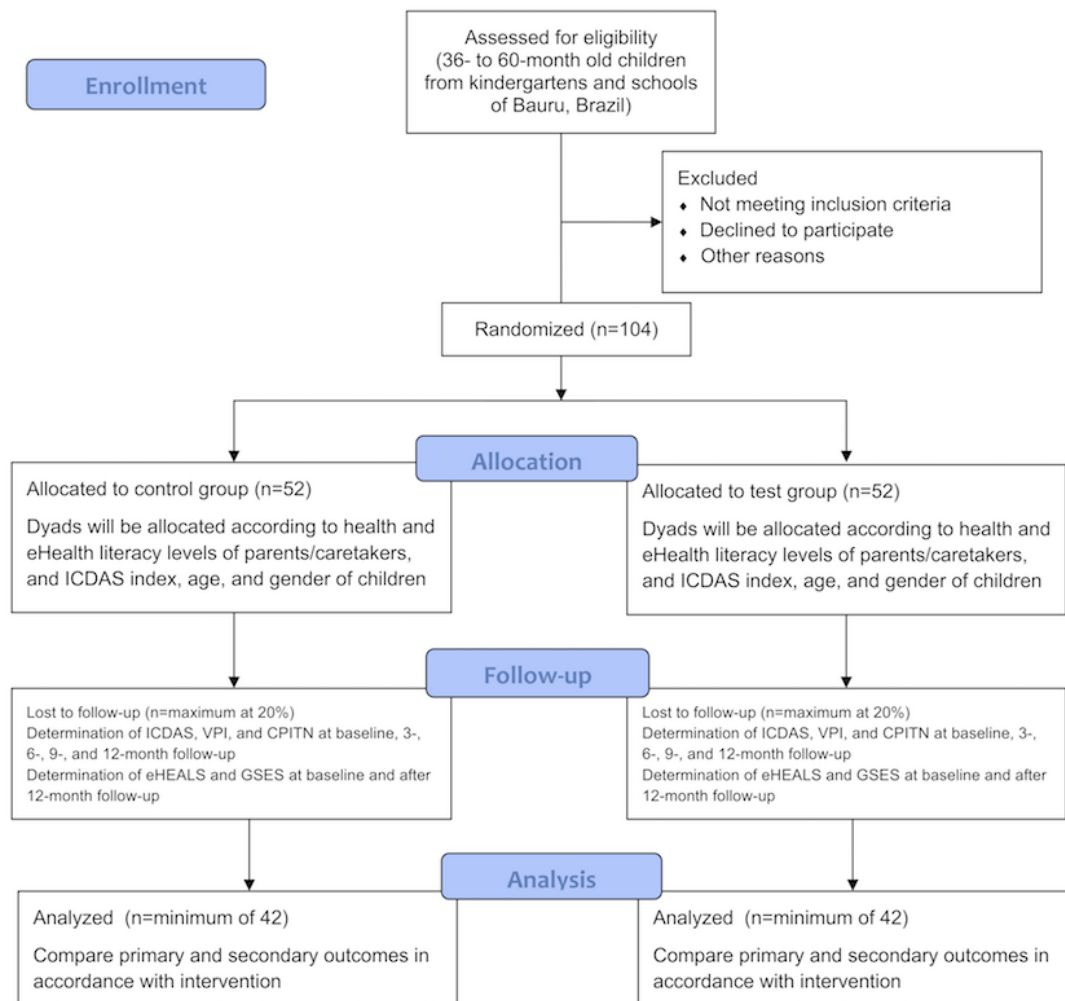 Enrollment
Assessed for eligibility
(36- to 60-month old children
from kindergartens and schools
of Bauru, Brazil)
Excluded
♦ Not meeting inclusion criteria
♦ Declined to participate
♦ Other reasons
Randomized (n=104)
Allocation
Allocated to control group (n=52)
Dyads will be allocated according to health and
eHealth literacy levels of parents/caretakers,
and ICDAS index, age, and gender of children
Allocated to test group (n=52)
Dyads will be allocated according to health and
eHealth literacy levels of parents/caretakers,
and ICDAS index, age, and gender of children
Follow-up
Lost to follow-up (n=maximum at 20%)
Determination of ICDAS, VPI, and CPITN at baseline, 3-,
6-, 9-, and 12-month follow-up
Determination of eHEALS and GSES at baseline and after
12-month follow-up
Lost to follow-up (n=maximum at 20%)
Determination of ICDAS, VPI, and CPITN at baseline, 3-,
6-, 9-, and 12-month follow-up
Determination of eHEALS and GSES at baseline and after
12-month follow-up
Analysis
Analyzed (n=minimum of 42)
Compare primary and secondary outcomes in
accordance with intervention
Analyzed (n=minimum of 42)
Compare primary and secondary outcomes in
accordance with intervention